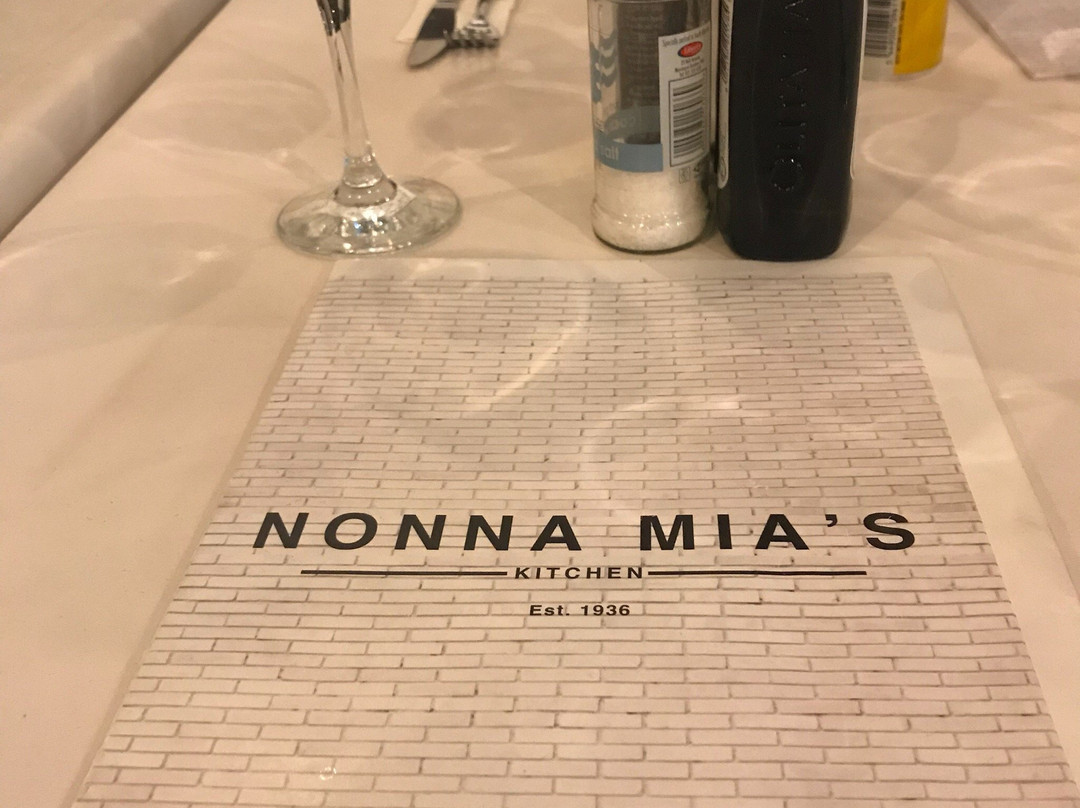 NONNA MIA'S
KITCHEN
Est. 1936